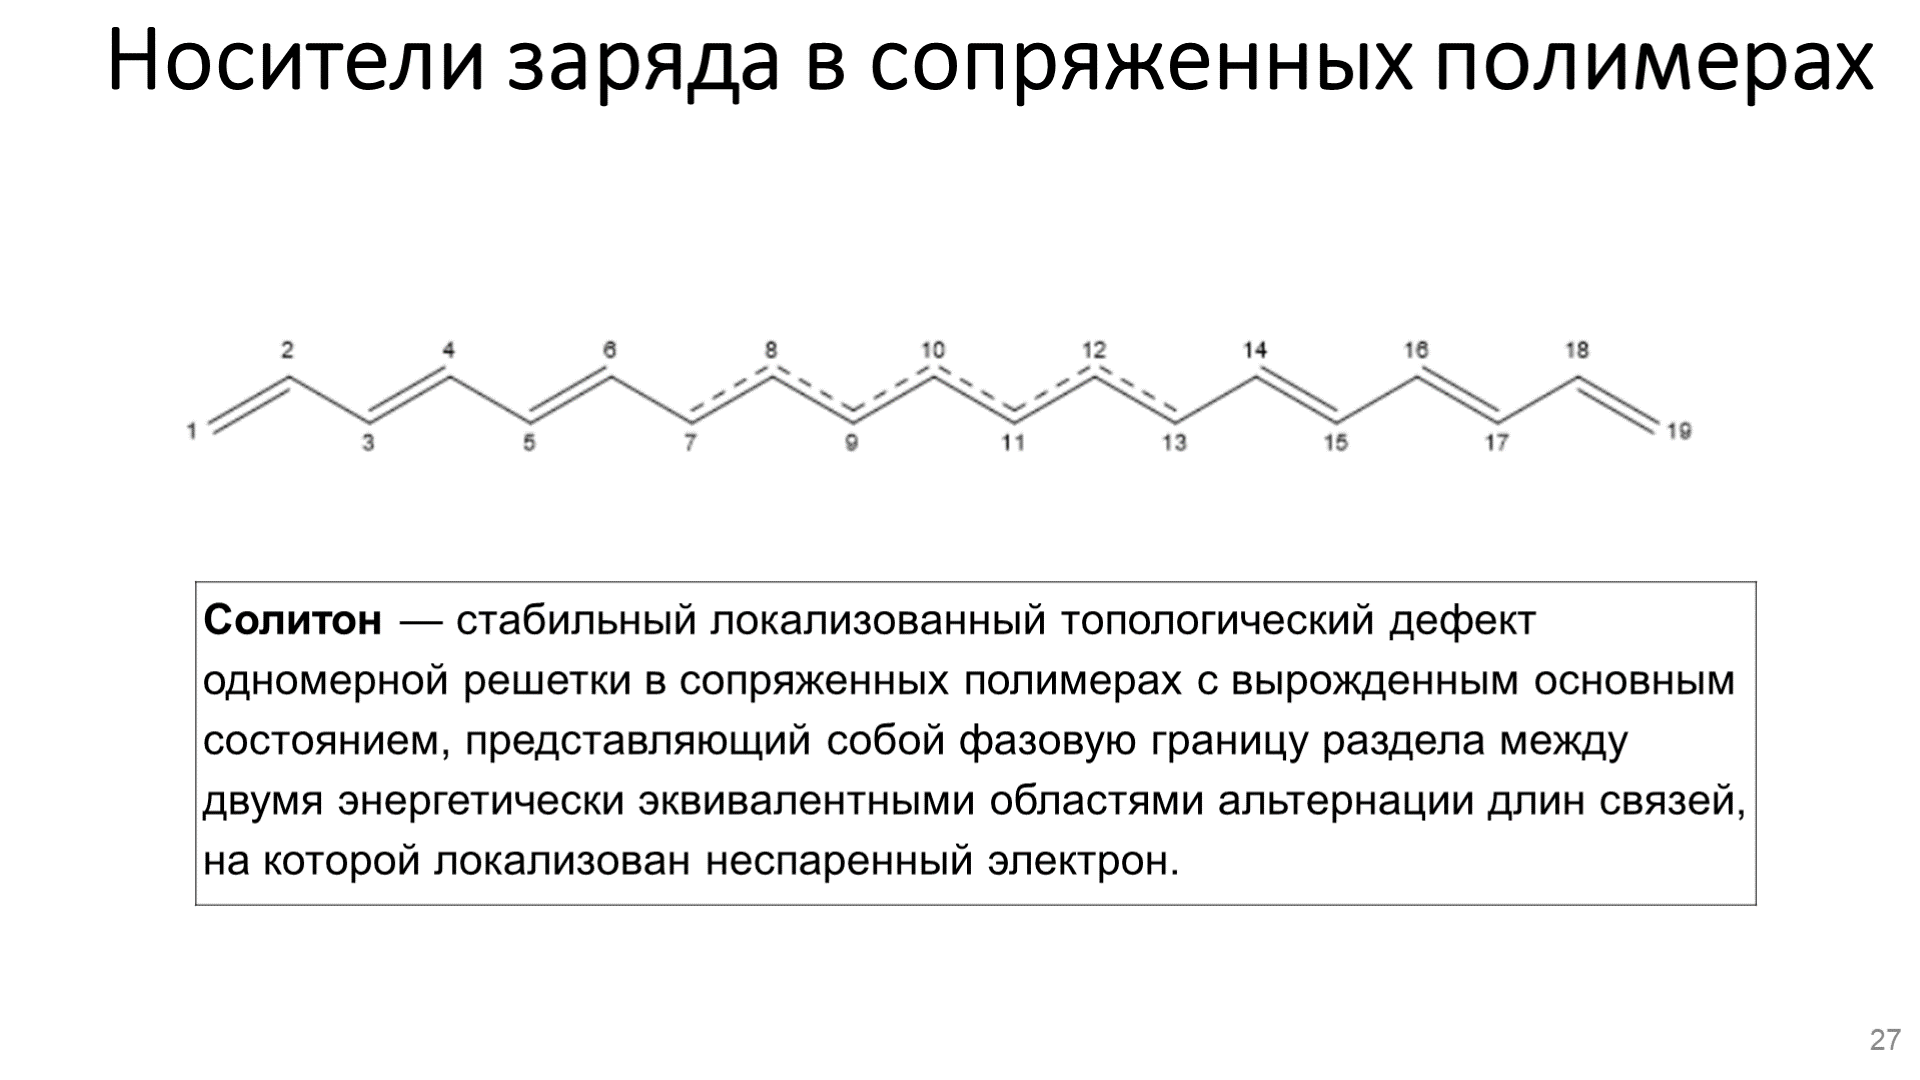 Носители заряда в сопряженных полимерах
2 4 6 8 10 12 14 16 18
1 3 5 7 9 11 13 15 17 19
Солитон — стабильный локализованный топологический дефект
одномерной решетки в сопряженных полимерах с вырожденным основным
состоянием, представляющий собой фазовую границу раздела между
двумя энергетически эквивалентными областями альтернации длин связей,
на которой локализован неспаренный электрон.
27